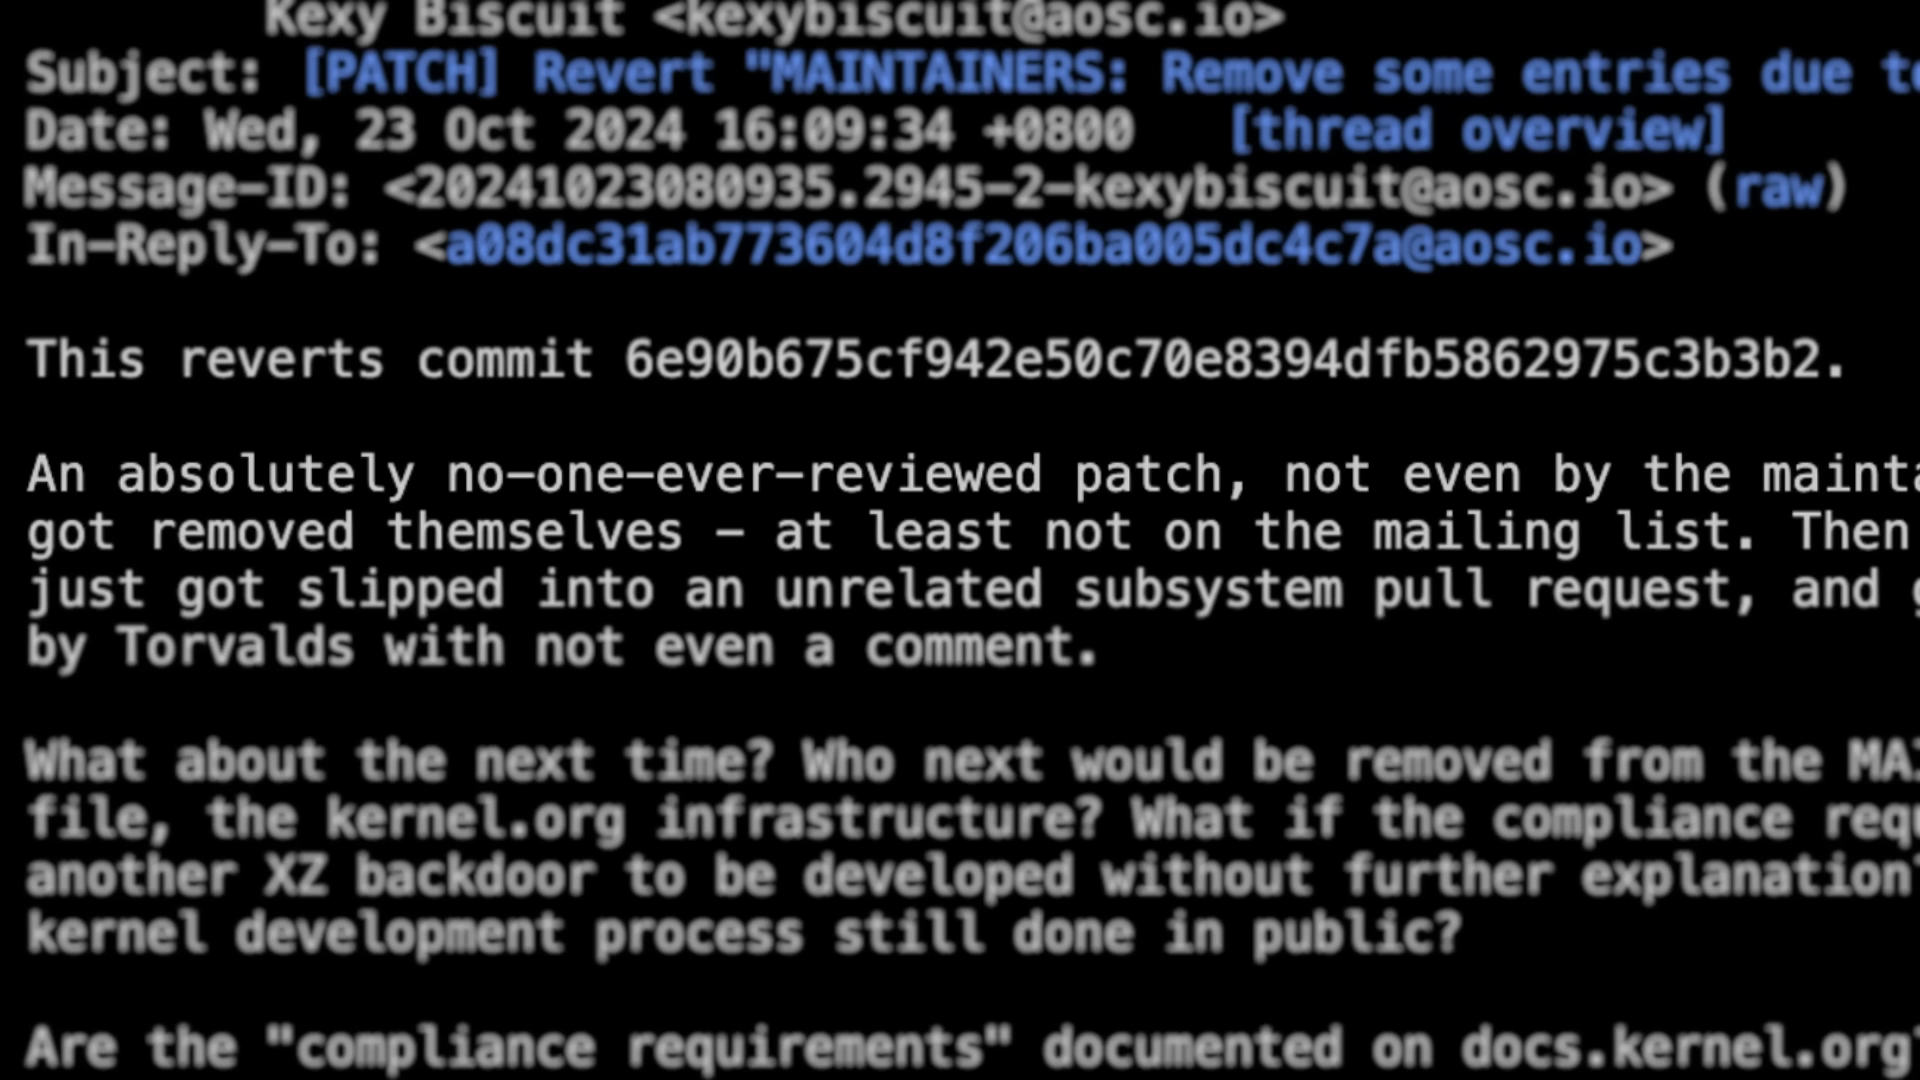 Kexy Biscuit <kexybiscuit@aosc.io>
Subject: [PATCH] Revert "MAINTAINERS: Remove some entries due
Date: Wed, 23 Oct 2024 16:09:34 +0800 [thread overview]
Message-ID: <20241023080935.2945-2-kexybiscuit@aosc.io> (raw)
In-Reply-To: <a08dc31ab773604d8f206ba005dc4c7a@aosc.io>
This reverts commit 6e90b675cf942e50c70e8394dfb5862975c3b3b2.
An absolutely no-one-ever-reviewed patch, not even by the
got removed themselves - at least not on the mailing list. Then
just got slipped into an unrelated subsystem pull request, and
by Torvalds with not even a comment.
What about the next time? Who next would be removed from the
file, the kernel.org infrastructure? What if the compliance
another XZ backdoor to be developed without further explanation
kernel development process still done in public?
Are the "compliance requirements" documented on docs.kernel.org